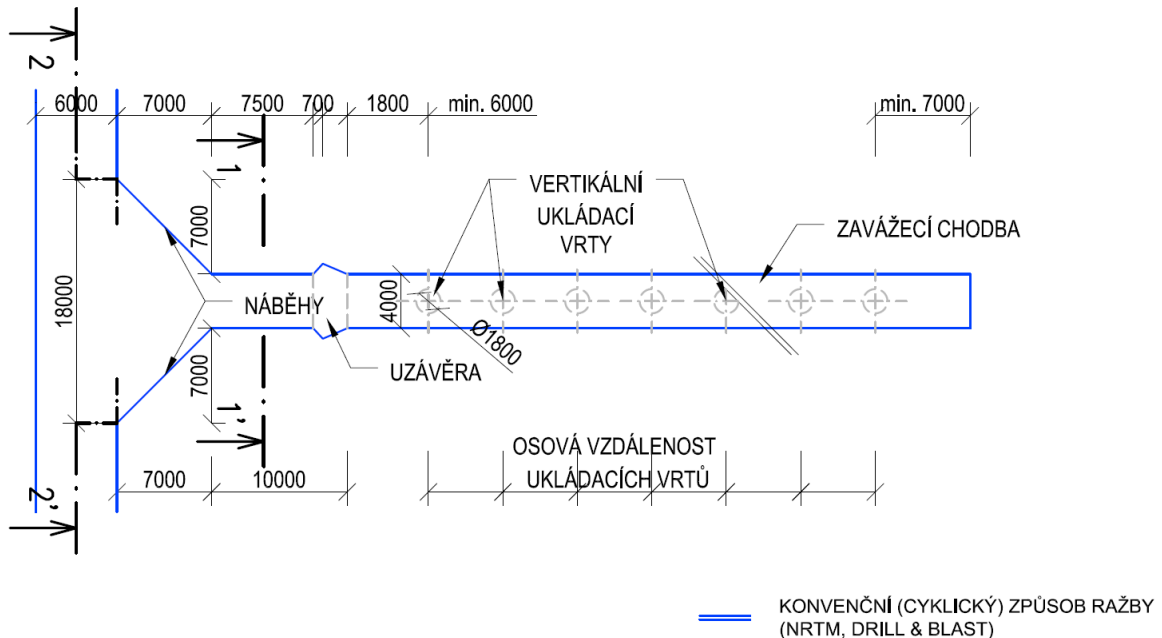 2
6000
7000
7500
700
1800
min. 6000
min. 7000
1
7000
VERTIKÁLNÍ
UKLÁDACÍ
VRTY
ZAVÁŽECÍ CHODBA
18000
NÁBĚHY
4000
Ø1800
UZÁVĚRA
7000
1'
OSOVÁ VZDÁLENOST
UKLÁDACÍCH VRTŮ
7000
10000
2'
KONVENČNÍ (CYKLICKÝ) ZPŮSOB RAŽBY
(NRTM, DRILL & BLAST)